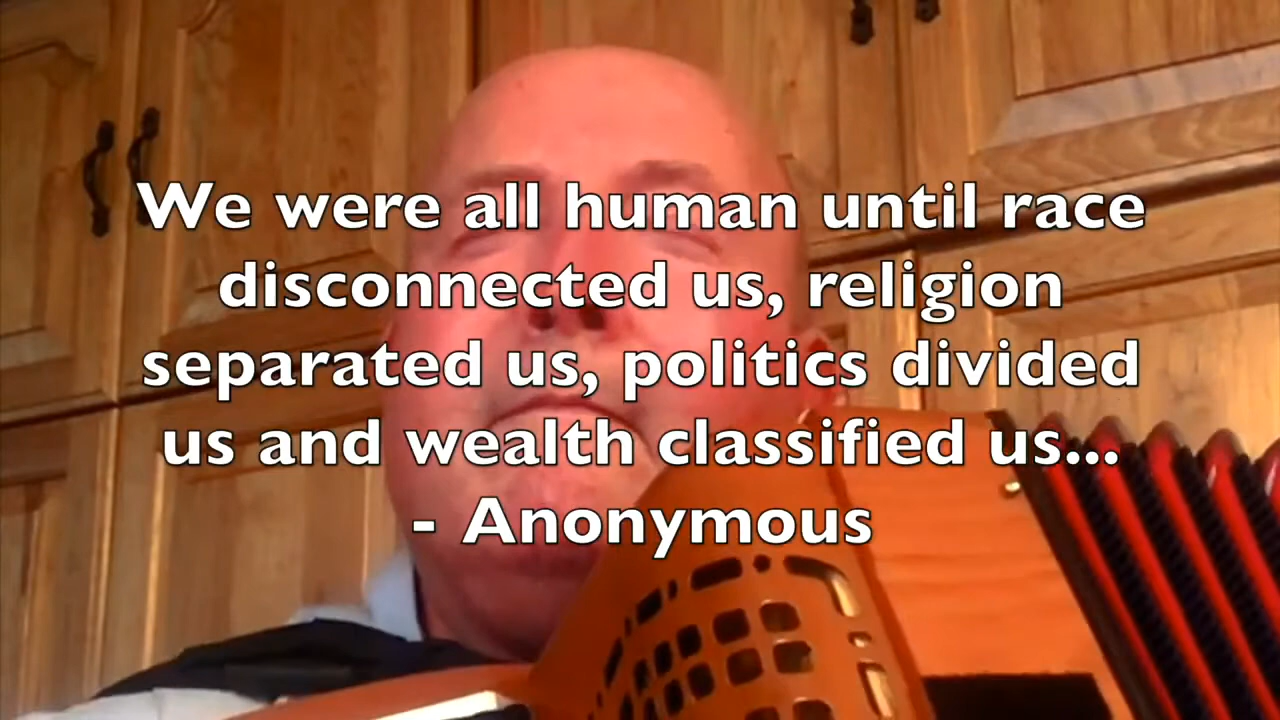 We were all human until race
disconnected us, religion
separated us, politics divided
us and wealth classified us...
- Anonymous